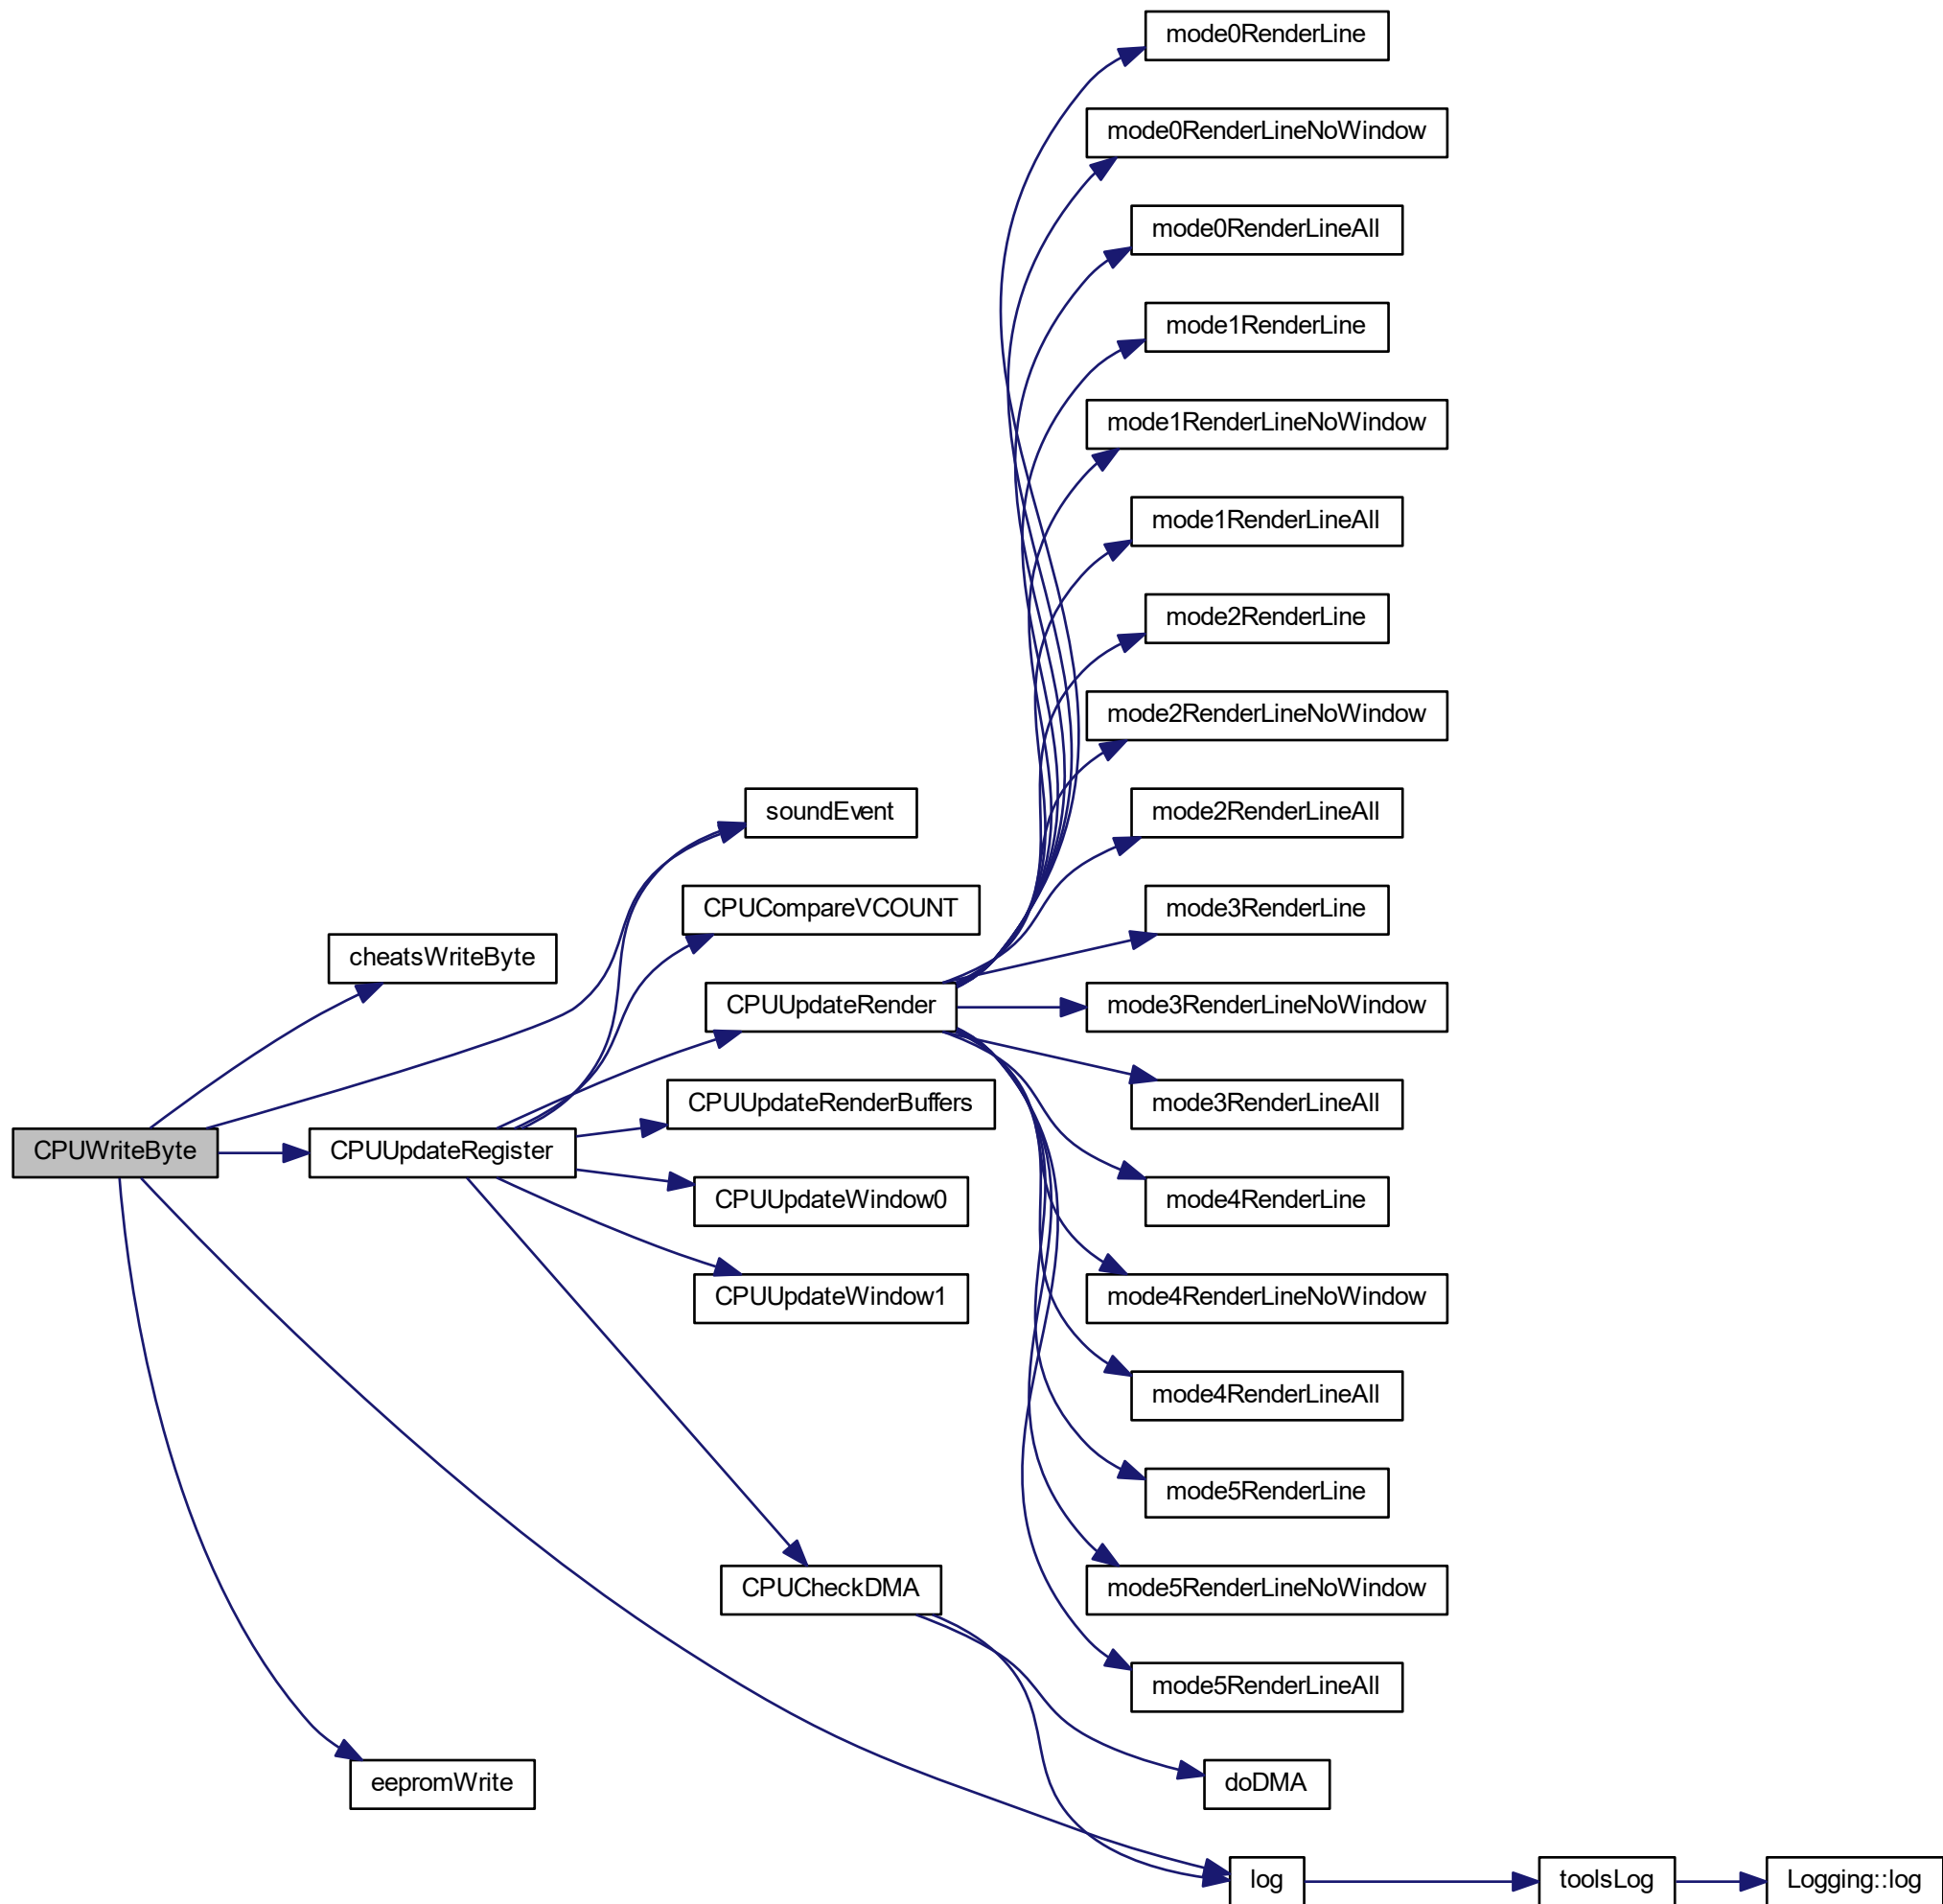 mode0RenderLine
mode0RenderLineNoWindow
mode0RenderLineAll
mode1RenderLine
mode1RenderLineNoWindow
mode1RenderLineAll
mode2RenderLine
mode2RenderLineNoWindow
soundEvent
mode2RenderLineAll
CPUCompareVCOUNT
mode3RenderLine
cheatsWriteByte
CPUUpdateRender
mode3RenderLineNoWindow
CPUUpdateRenderBuffers
mode3RenderLineAll
CPUWriteByte
CPUUpdateRegister
CPUUpdateWindow0
mode4RenderLine
CPUUpdateWindow1
mode4RenderLineNoWindow
mode4RenderLineAll
mode5RenderLine
CPUCheckDMA
mode5RenderLineNoWindow
mode5RenderLineAll
eepromWrite
doDMA
log
toolsLog
Logging::log